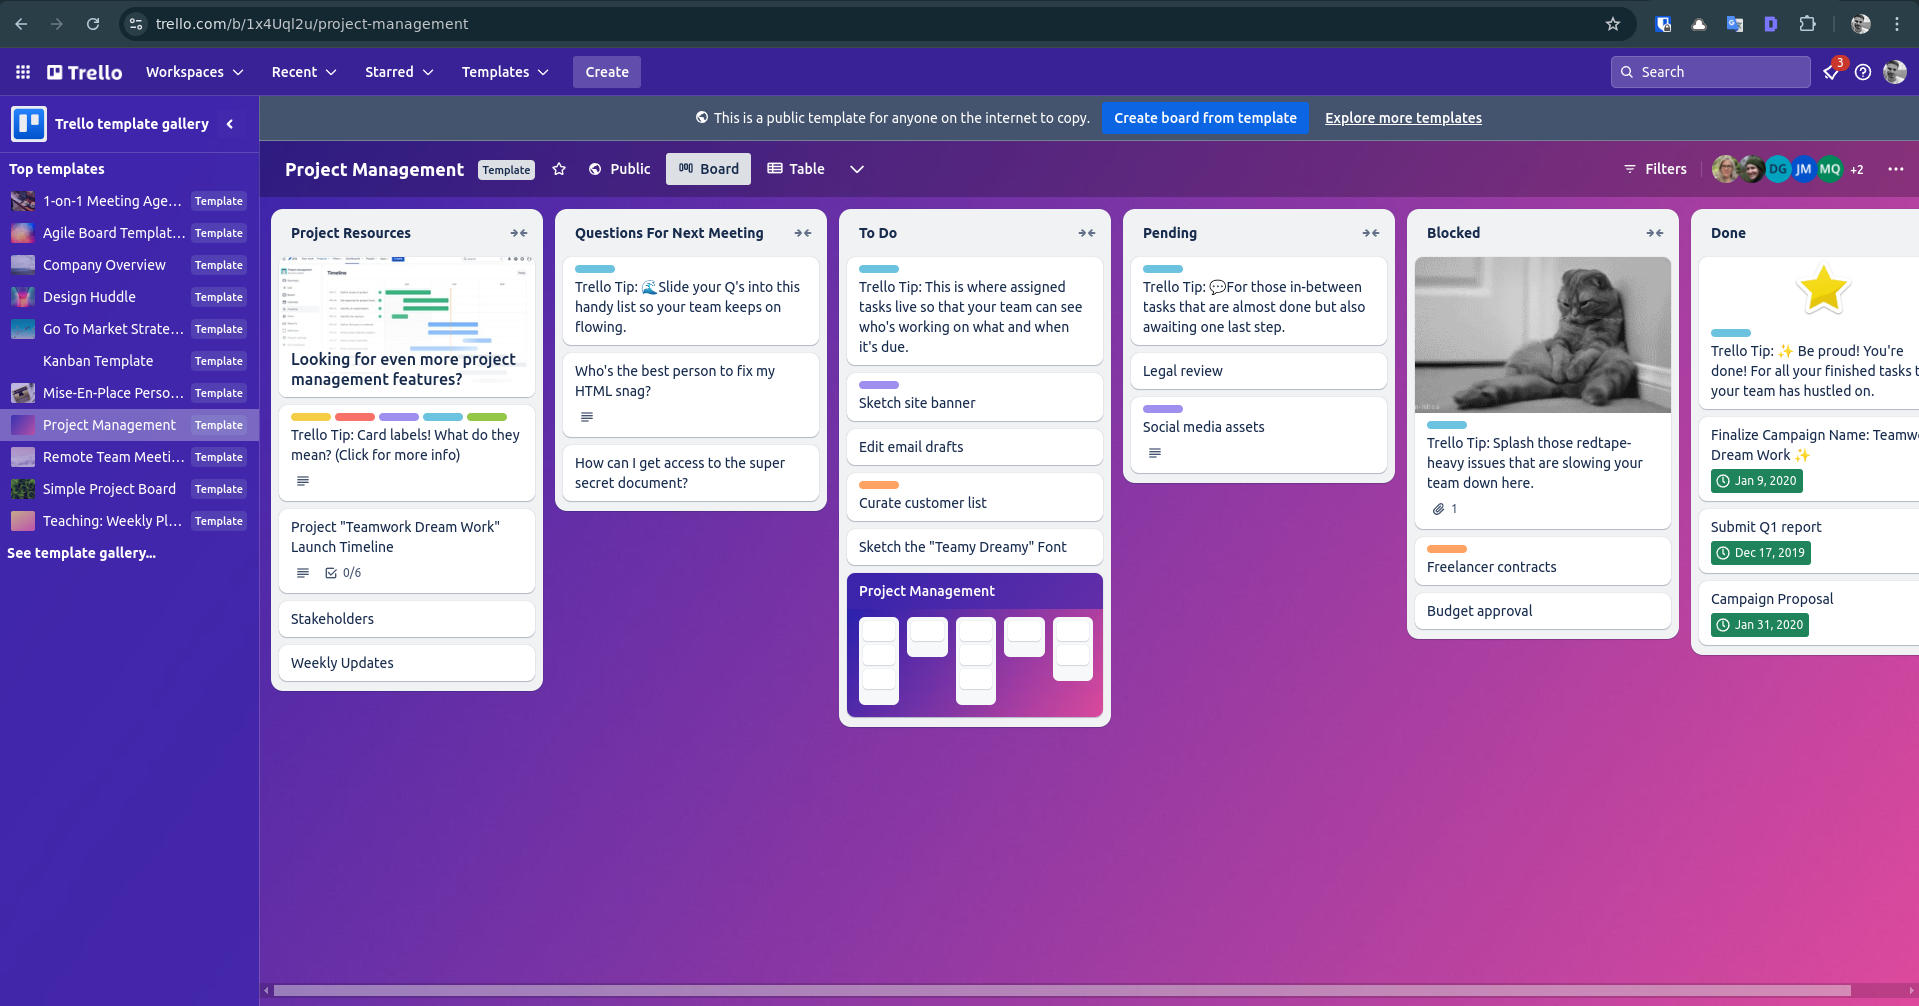 trello.com/b/1x4Uql2u/project-management
Trello
Workspaces
Recent
Starred
Templates
Create
Search
3
Trello template gallery
This is a public template for anyone on the internet to copy.
Create board from template
Explore more templates
Project Management
Template
Public
Board
Table
Filters
DG
JM
MQ
+2
Top templates
1-on-1 Meeting Age... Template
Agile Board Templat... Template
Company Overview Template
Design Huddle Template
Go To Market Strate... Template
Kanban Template Template
Mise-En-Place Perso... Template
Project Management Template
Remote Team Meeti... Template
Simple Project Board Template
Teaching: Weekly Pl... Template
See template gallery...
Project Resources
Timeline
Looking for even more project
management features?
Trello Tip: Card labels! What do they
mean? (Click for more info)
Project "Teamwork Dream Work"
Launch Timeline
0/6
Stakeholders
Weekly Updates
Questions For Next Meeting
Trello Tip: 🌊Slide your Q's into this
handy list so your team keeps on
flowing.
Who's the best person to fix my
HTML snag?
How can I get access to the super
secret document?
To Do
Trello Tip: This is where assigned
tasks live so that your team can see
who's working on what and when
it's due.
Sketch site banner
Edit email drafts
Curate customer list
Sketch the "Teamy Dreamy" Font
Project Management
Pending
Trello Tip: 💬For those in-between
tasks that are almost done but also
awaiting one last step.
Legal review
Social media assets
Blocked
Trello Tip: Splash those redtape-
heavy issues that are slowing your
team down here.
1
Freelancer contracts
Budget approval
Done
Trello Tip: ✨ Be proud! You're
done! For all your finished tasks t
your team has hustled on.
Finalize Campaign Name: Teamwo
Dream Work ✨
Jan 9, 2020
Submit Q1 report
Dec 17, 2019
Campaign Proposal
Jan 31, 2020